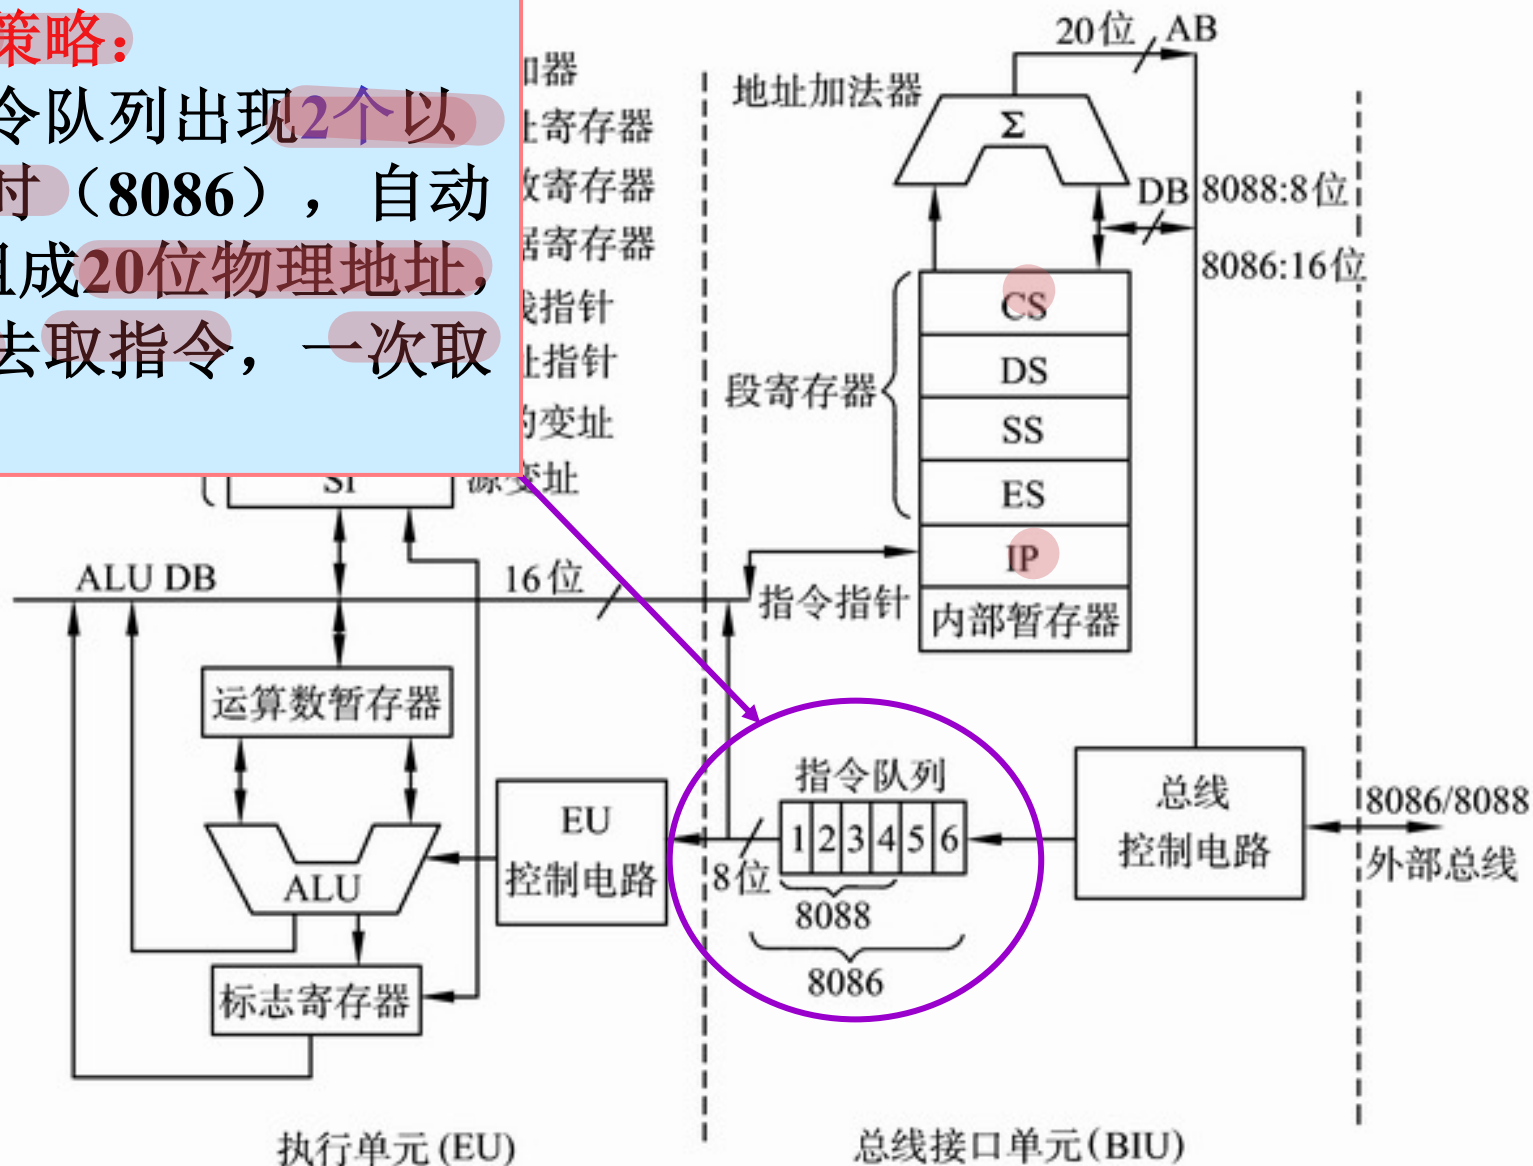 策略：
令队列出现2个以
时（8086），自动
组成20位物理地址，
去取指令，一次取
加器
址寄存器
数寄存器
据寄存器
栈指针
址指针
的变址
SI
源变址
ALU DB
16位
运算数暂存器
ALU
标志寄存器
EU
控制电路
执行单元(EU)
20位
AB
地址加法器
Σ
DB
8088:8位
8086:16位
段寄存器
CS
DS
SS
ES
IP
指令指针
内部暂存器
指令队列
1 2 3 4 5 6
8位
8088
8086
总线
控制电路
8086/8088
外部总线
总线接口单元(BIU)